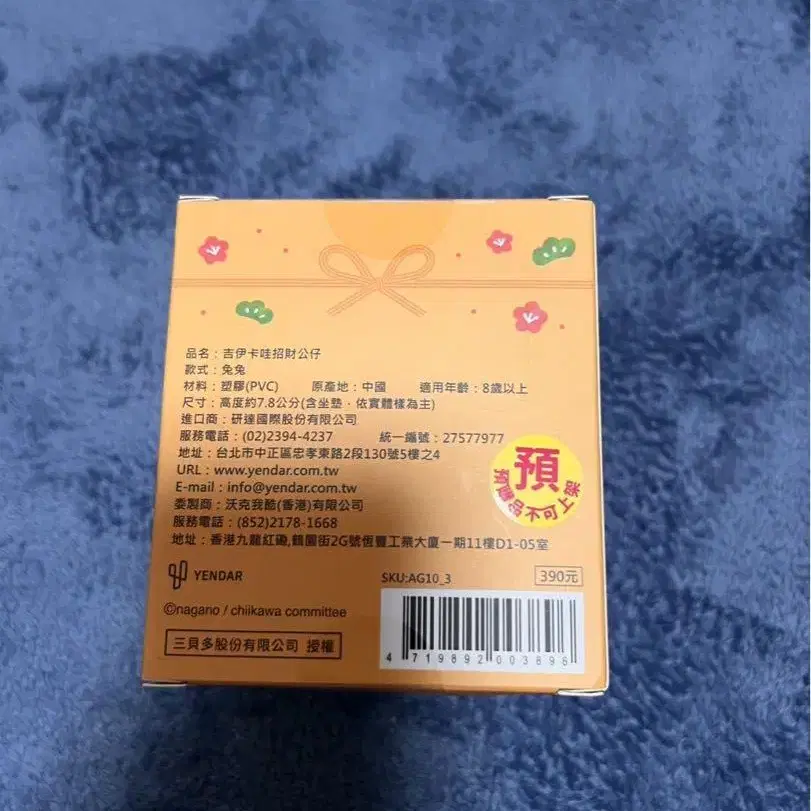 品名：吉伊卡哇招財公仔
款式：兔兔
材料：塑膠(PVC) 原產地：中國 適用年齡：8歲以上
尺寸：高度約7.8公分(含坐墊，依實體樣為主)
進口商：研達國際股份有限公司
服務電話：(02)2394-4237 統一編號：27577977
地址：台北市中正區忠孝東路2段130號5樓之4
URL：www.yendar.com.tw
E-mail：info@yendar.com.tw
委製商：沃克我酷(香港)有限公司
服務電話：(852)2178-1668
地址：香港九龍紅磡,鶴園街2G號恆豐工業大廈一期11樓D1-05室
預
預購品不可上架
YENDAR
SKU:AG10_3
390元
©nagano / chiikawa committee
三貝多股份有限公司 授權
4719892003896